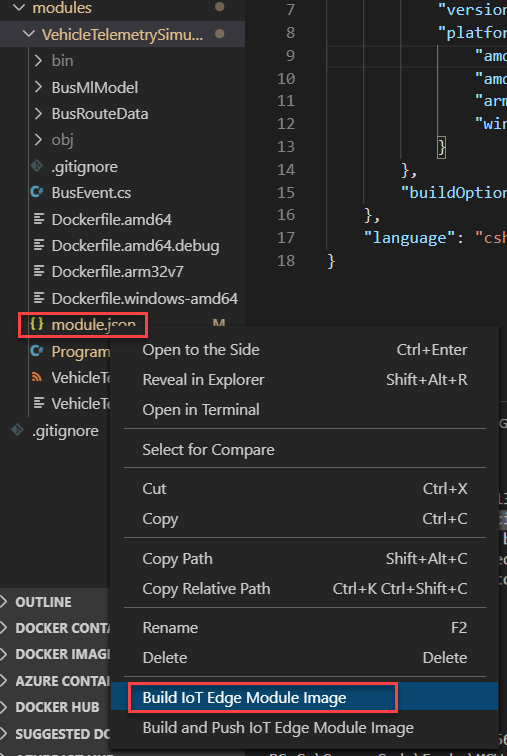 modules
VehicleTelemetrySimu...
bin
BusMlModel
BusRouteData
obj
.gitignore
BusEvent.cs
Dockerfile.amd64
Dockerfile.amd64.debug
Dockerfile.arm32v7
Dockerfile.windows-amd64
module.json M
Program
VehicleTe
VehicleTe
.gitignore
OUTLINE
DOCKER CONTA
DOCKER IMAG
AZURE CONTA
DOCKER HUB
SUGGESTED DO
7 "version
8 "platfor
9 "amd
10 "amd
11 "arm
12 "win
13 }
14 },
15 "buildOption
16 },
17 "language": "csh
18 }
Open to the Side Ctrl+Enter
Reveal in Explorer Shift+Alt+R
Open in Terminal
Select for Compare
Cut Ctrl+X
Copy Ctrl+C
Copy Path Shift+Alt+C
Copy Relative Path Ctrl+K Ctrl+Shift+C
Rename F2
Delete Delete
Build IoT Edge Module Image
Build and Push IoT Edge Module Image